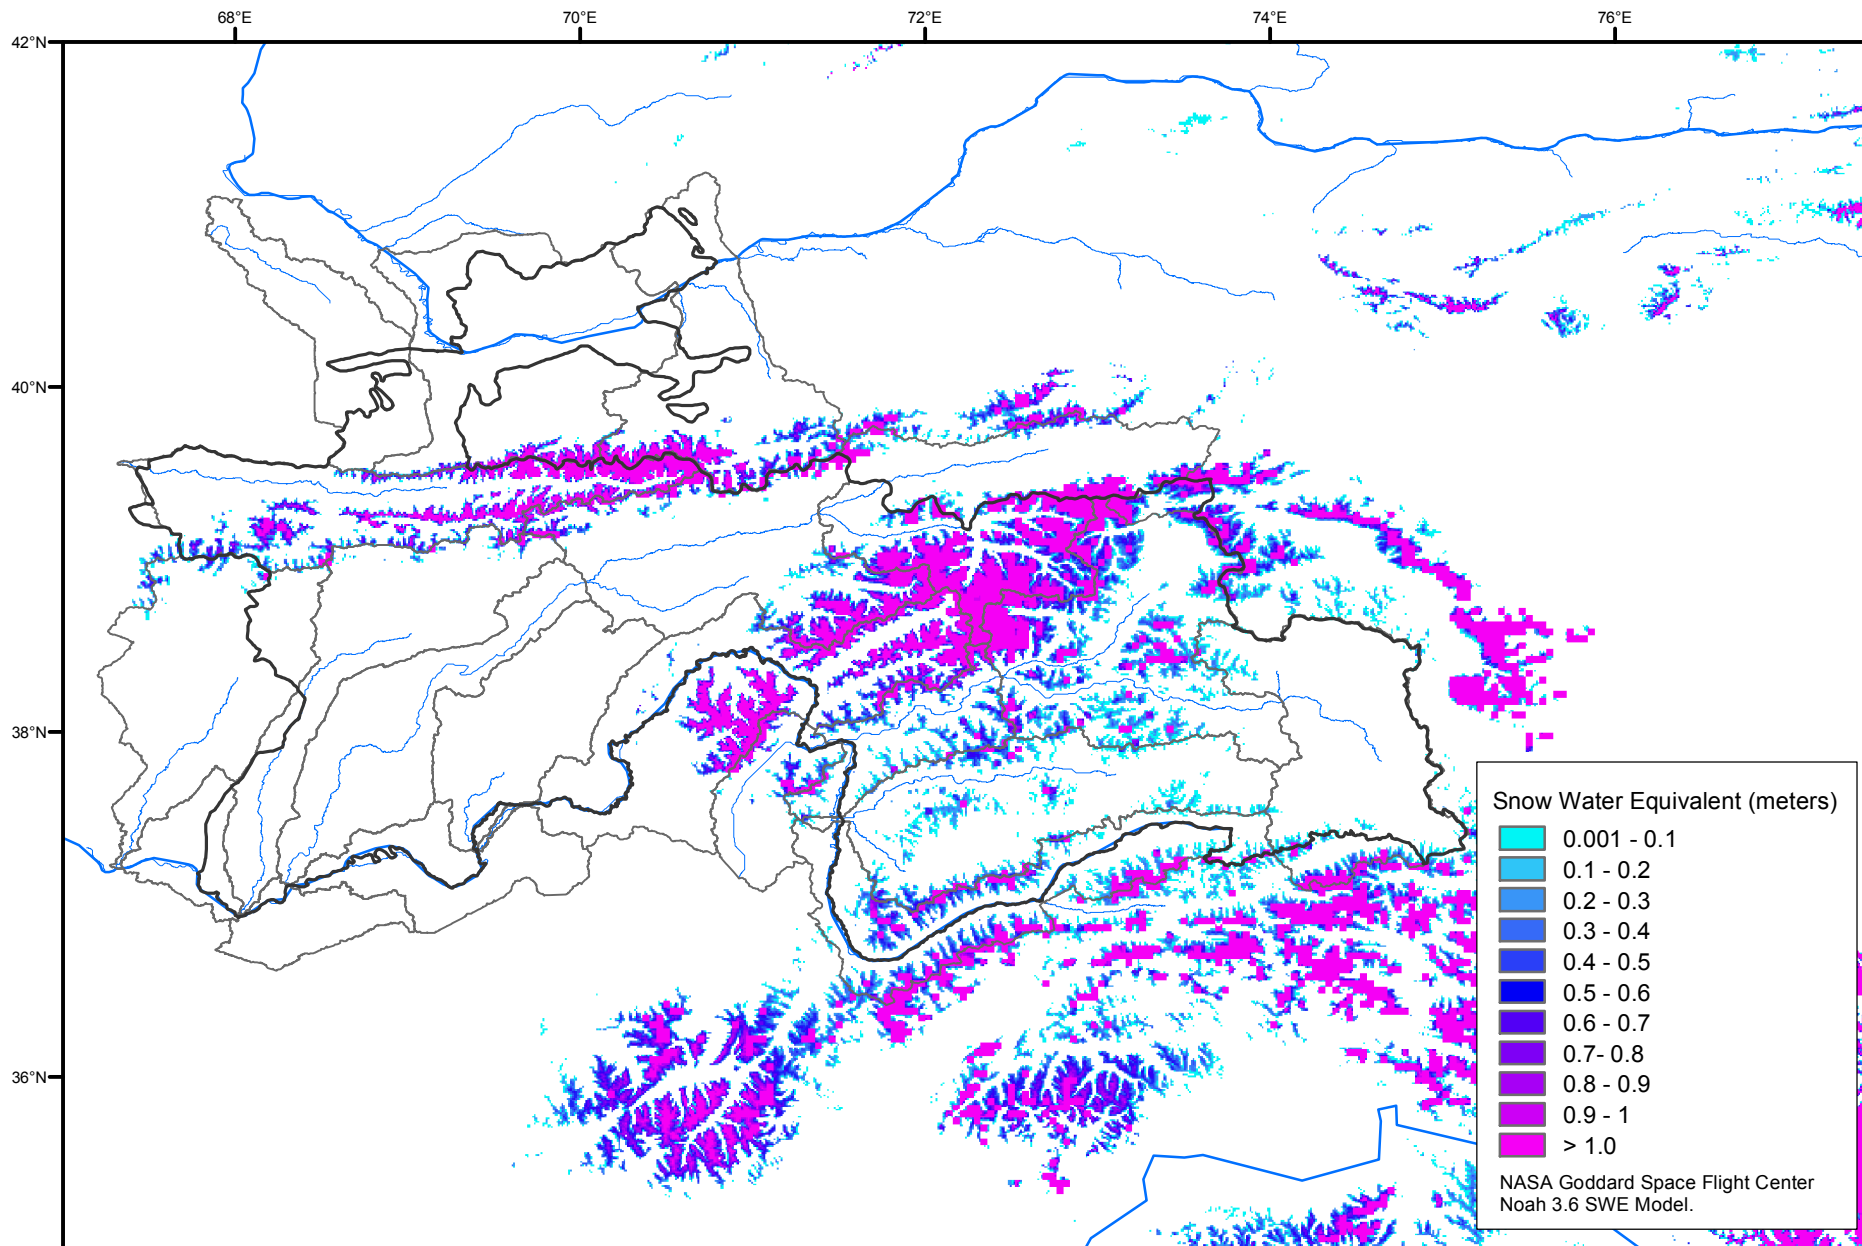 68°E
70°E
72°E
74°E
76°E
42°N
40°N
38°N
36°N
Snow Water Equivalent (meters)
0.001 - 0.1
0.1 - 0.2
0.2 - 0.3
0.3 - 0.4
0.4 - 0.5
0.5 - 0.6
0.6 - 0.7
0.7- 0.8
0.8 - 0.9
0.9 - 1
> 1.0
NASA Goddard Space Flight Center
Noah 3.6 SWE Model.